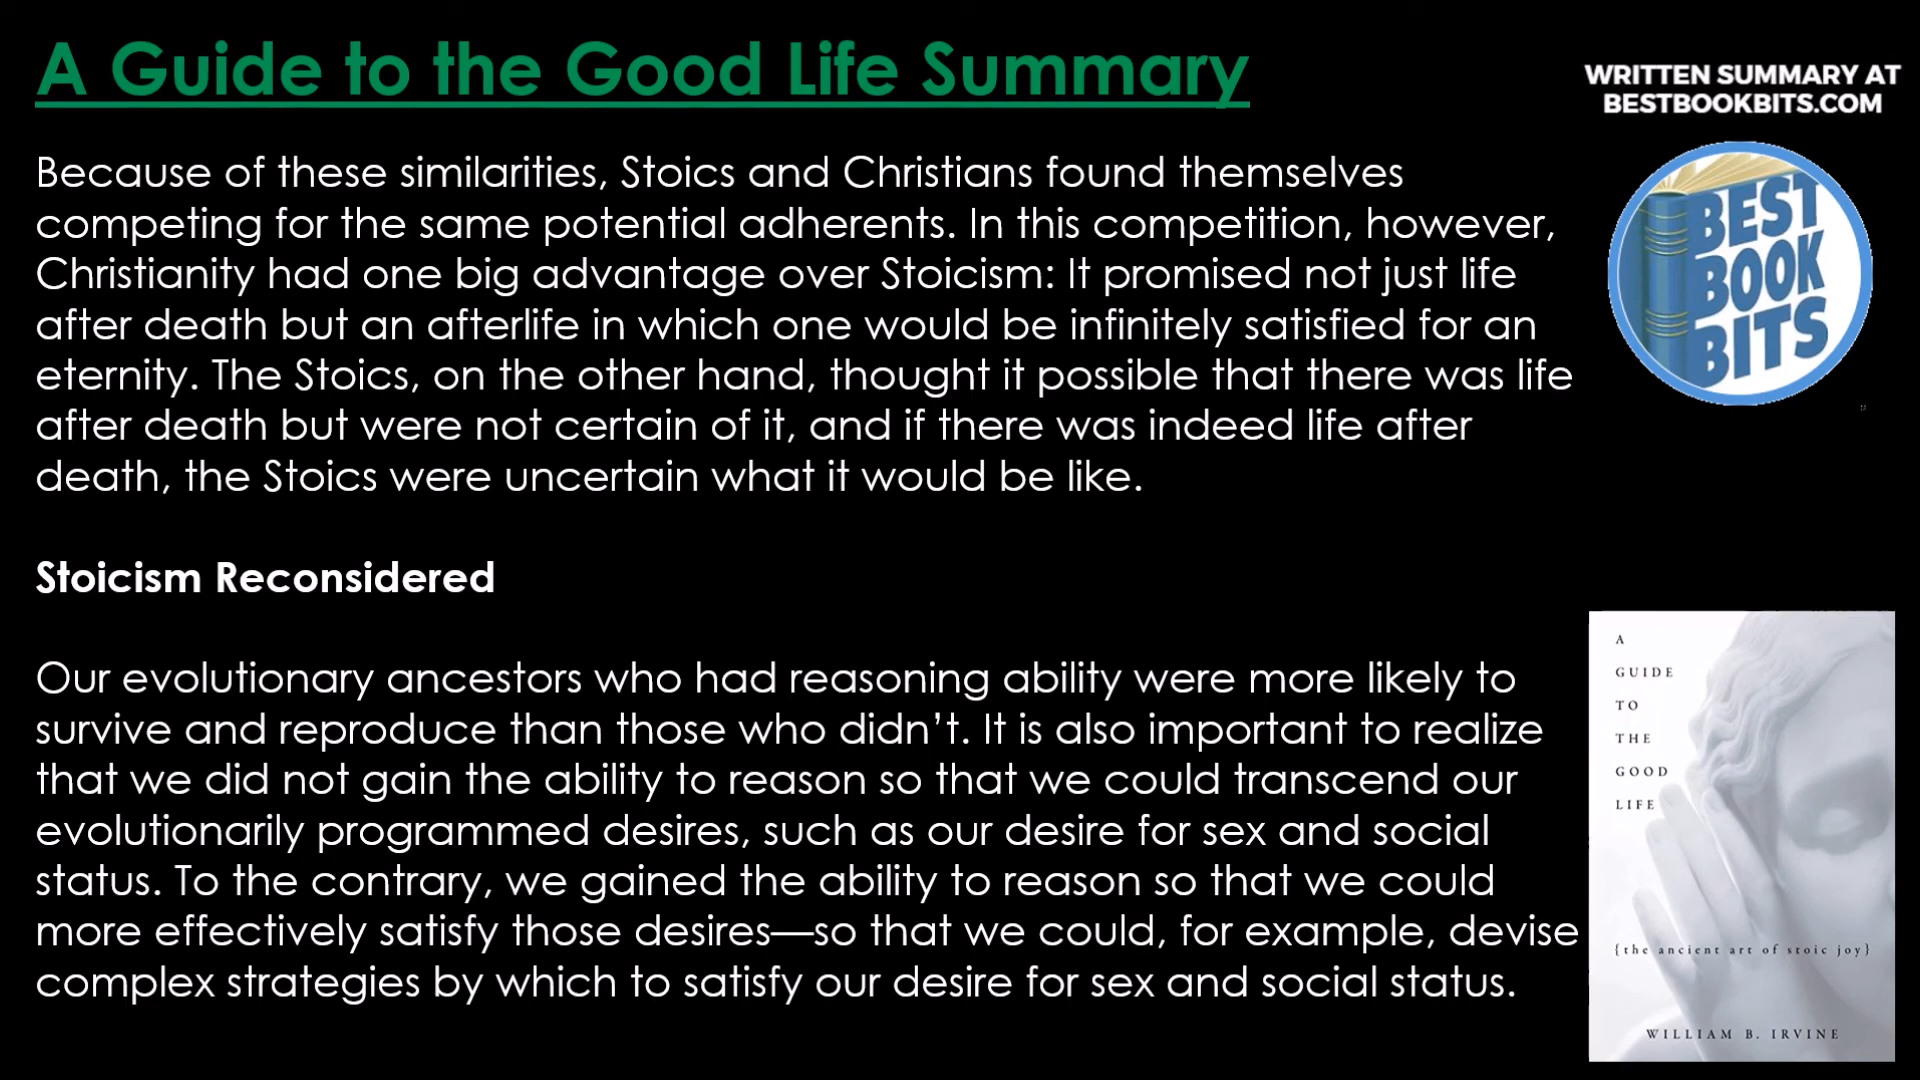 A Guide to the Good Life Summary
WRITTEN SUMMARY AT
BESTBOOKBITS.COM
Because of these similarities, Stoics and Christians found themselves
competing for the same potential adherents. In this competition, however,
Christianity had one big advantage over Stoicism: It promised not just life
after death but an afterlife in which one would be infinitely satisfied for an
eternity. The Stoics, on the other hand, thought it possible that there was life
after death but were not certain of it, and if there was indeed life after
death, the Stoics were uncertain what it would be like.
BEST
BOOK
BITS
Stoicism Reconsidered
Our evolutionary ancestors who had reasoning ability were more likely to
survive and reproduce than those who didn’t. It is also important to realize
that we did not gain the ability to reason so that we could transcend our
evolutionarily programmed desires, such as our desire for sex and social
status. To the contrary, we gained the ability to reason so that we could
more effectively satisfy those desires—so that we could, for example, devise
complex strategies by which to satisfy our desire for sex and social status.
A
GUIDE
TO
THE
GOOD
LIFE
{the ancient art of stoic joy}
WILLIAM B. IRVINE